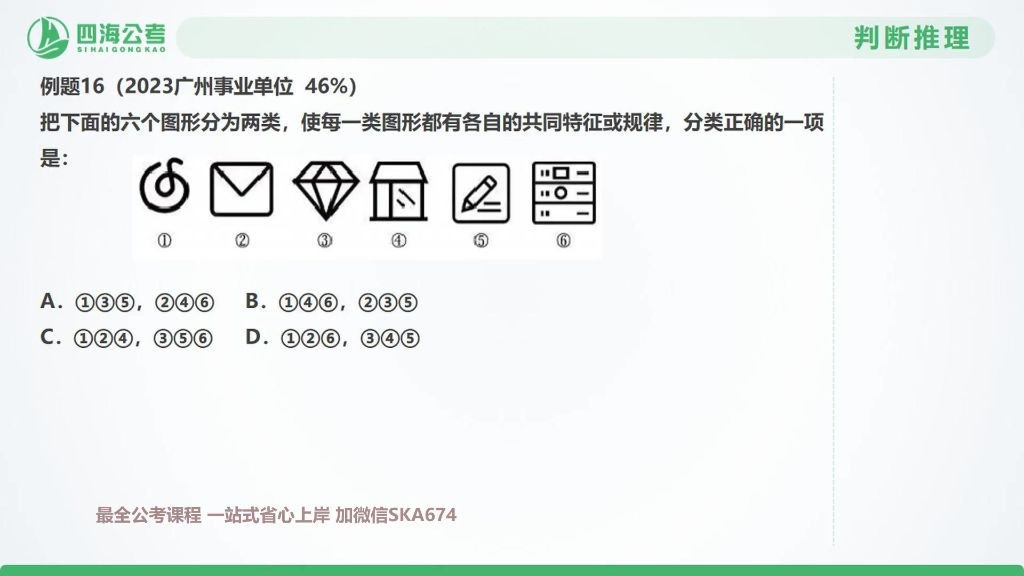 四海公考
SIHAIGONGKAO
判断推理
例题16（2023广州事业单位 46%）
把下面的六个图形分为两类，使每一类图形都有各自的共同特征或规律，分类正确的一项
是：
① ② ③ ④ ⑤ ⑥
A. ①③⑤，②④⑥ B. ①④⑥，②③⑤
C. ①②④，③⑤⑥ D. ①②⑥，③④⑤
最全公考课程 一站式省心上岸 加微信SKA674